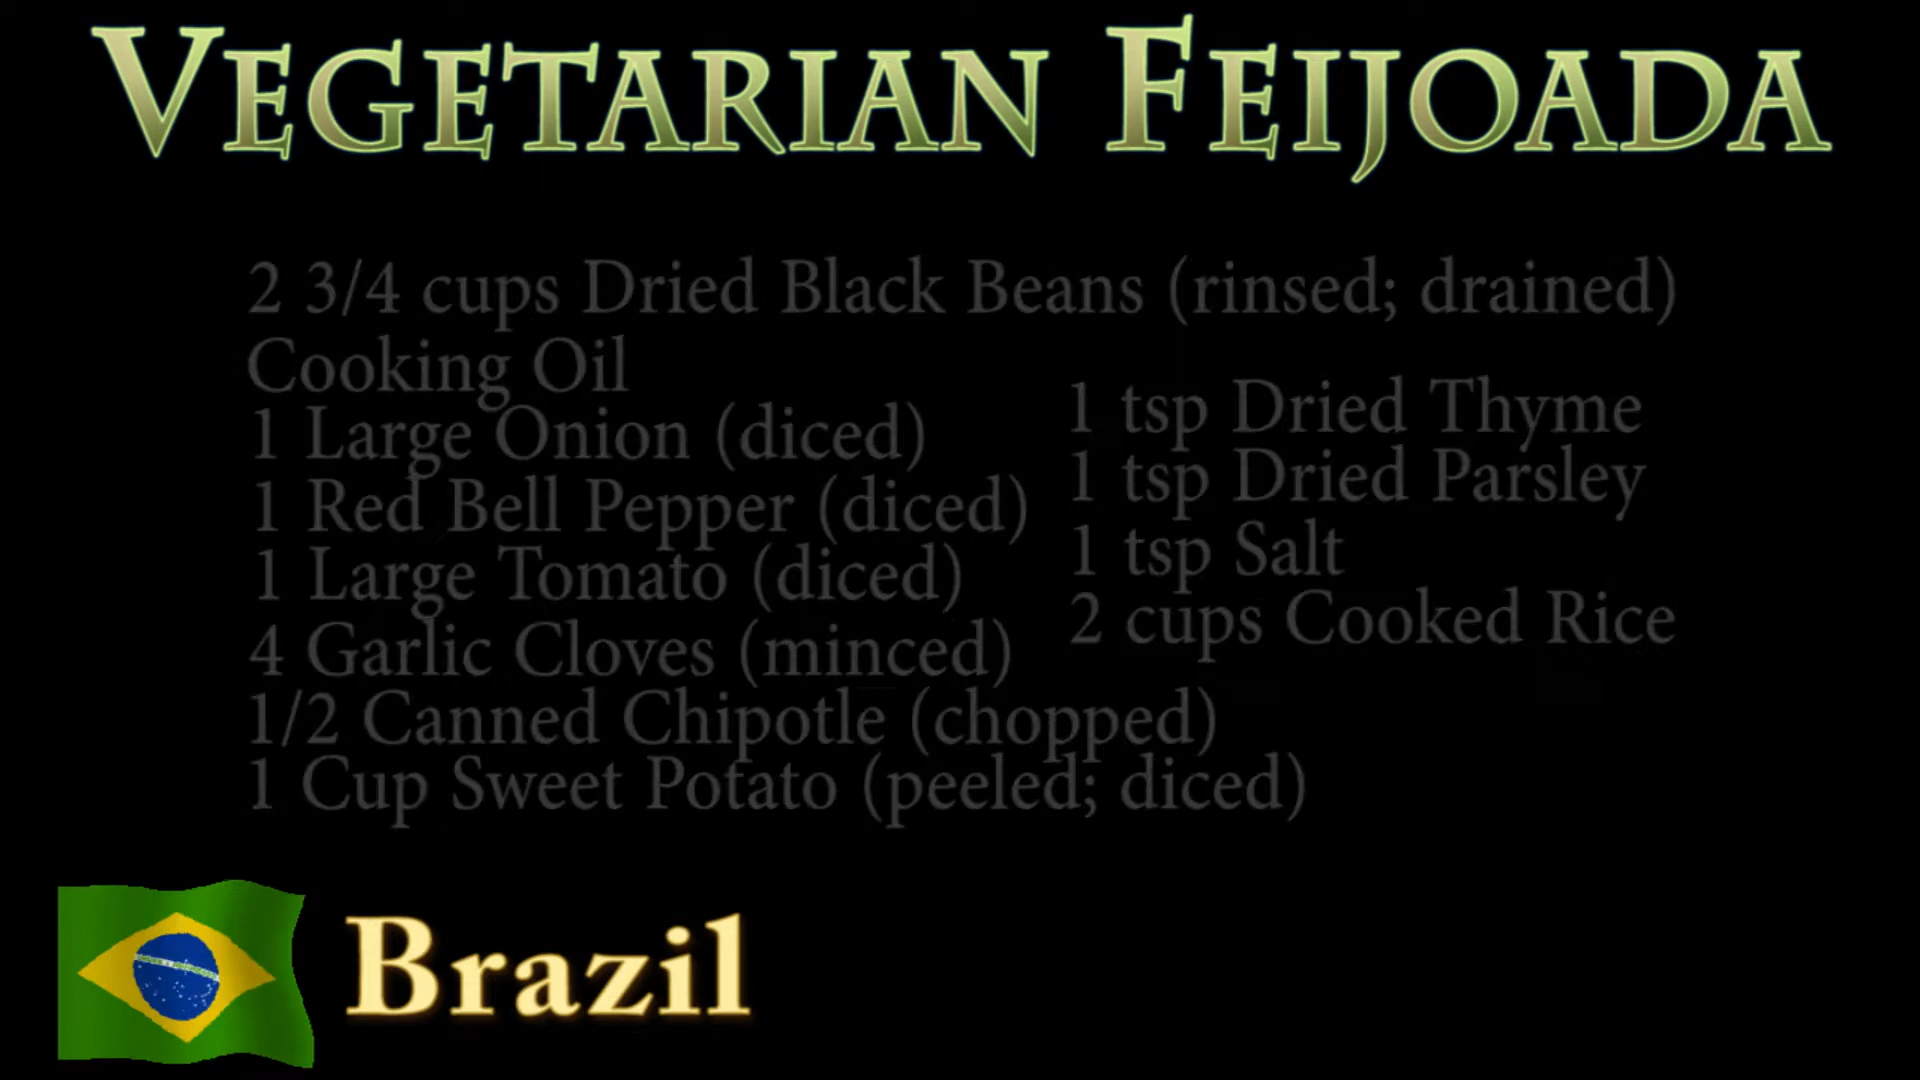 Vegetarian Feijoada
2 3/4 cups Dried Black Beans (rinsed; drained)
Cooking Oil
1 Large Onion (diced)
1 Red Bell Pepper (diced)
1 Large Tomato (diced)
4 Garlic Cloves (minced)
1/2 Canned Chipotle (chopped)
1 Cup Sweet Potato (peeled; diced)
1 tsp Dried Thyme
1 tsp Dried Parsley
1 tsp Salt
2 cups Cooked Rice
Brazil